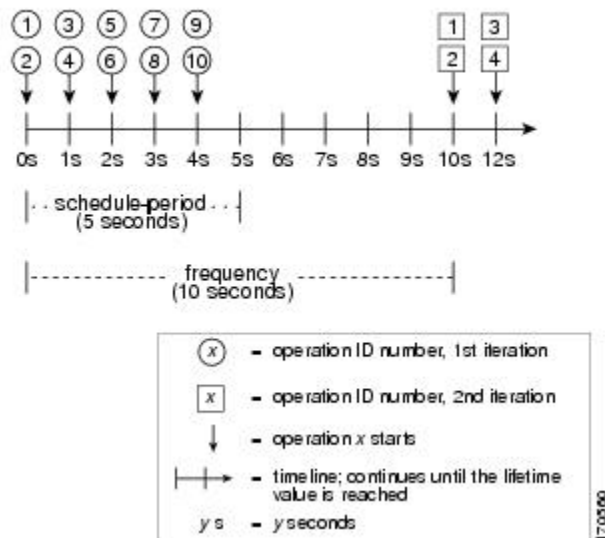 1 3 5 7 9 1 3
2 4 6 8 10 2 4
0s 1s 2s 3s 4s 5s 6s 7s 8s 9s 10s 12s
schedule-period
(5 seconds)
frequency
(10 seconds)
x = operation ID number, 1st iteration
x = operation ID number, 2nd iteration
= operation x starts
= timeline; continues until the lifetime
value is reached
y s = y seconds
170560